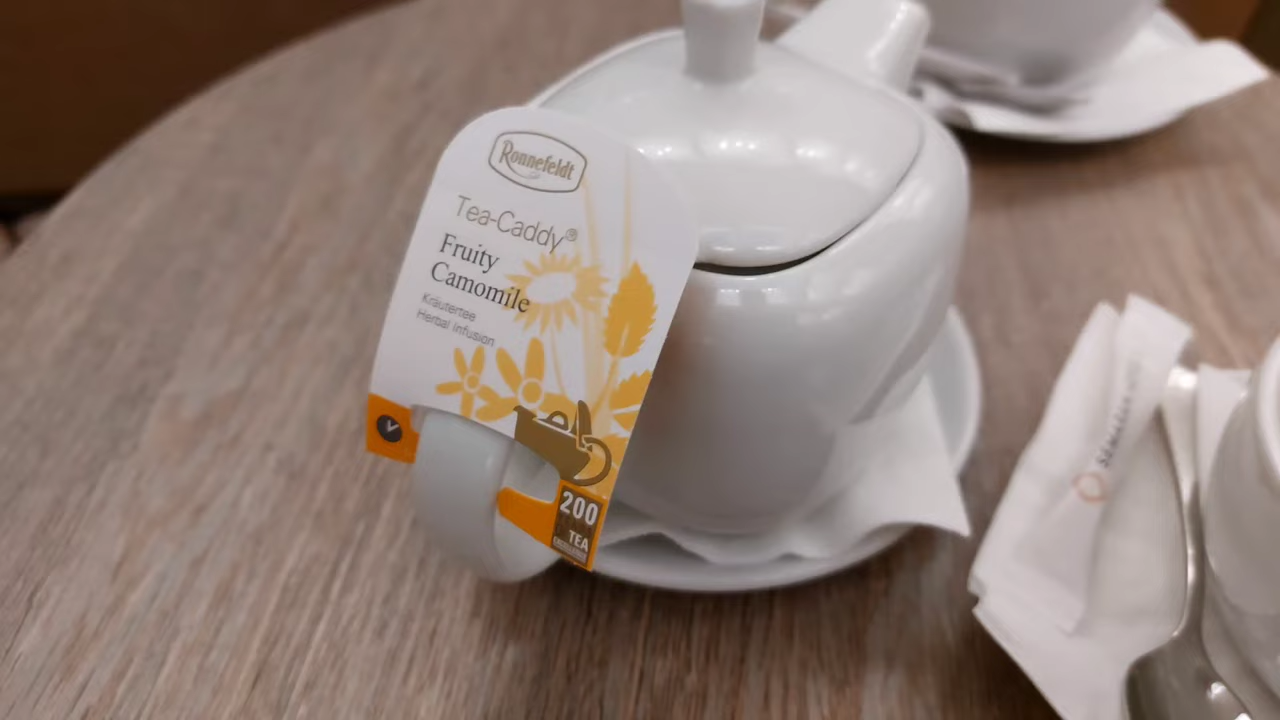 Ronnefeldt
Tea-Caddy®
Fruity
Camomile
Kräutertee
Herbal Infusion
200
TEA